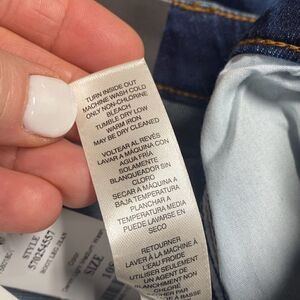 TURN INSIDE OUT
MACHINE WASH COLD
ONLY NON-CHLORINE
BLEACH
TUMBLE DRY LOW
WARM IRON
MAY BE DRY CLEANED
VOLTEAR AL REVÉS
LAVAR A MÁQUINA CON
AGUA FRÍA
SOLAMENTE
BLANQUEADOR SIN
CLORO
SECAR A MÁQUINA A
BAJA TEMPERATURA
PLANCHAR A
TEMPERATURA MEDIA
PUEDE LAVARSE EN
SECO
RETOURNER
LAVER À LA MACHINE À
L'EAU FROIDE
UTILISER SEULEMENT
UN AGENT DE
BLANCHIMENT NON
STYLE
SIZE